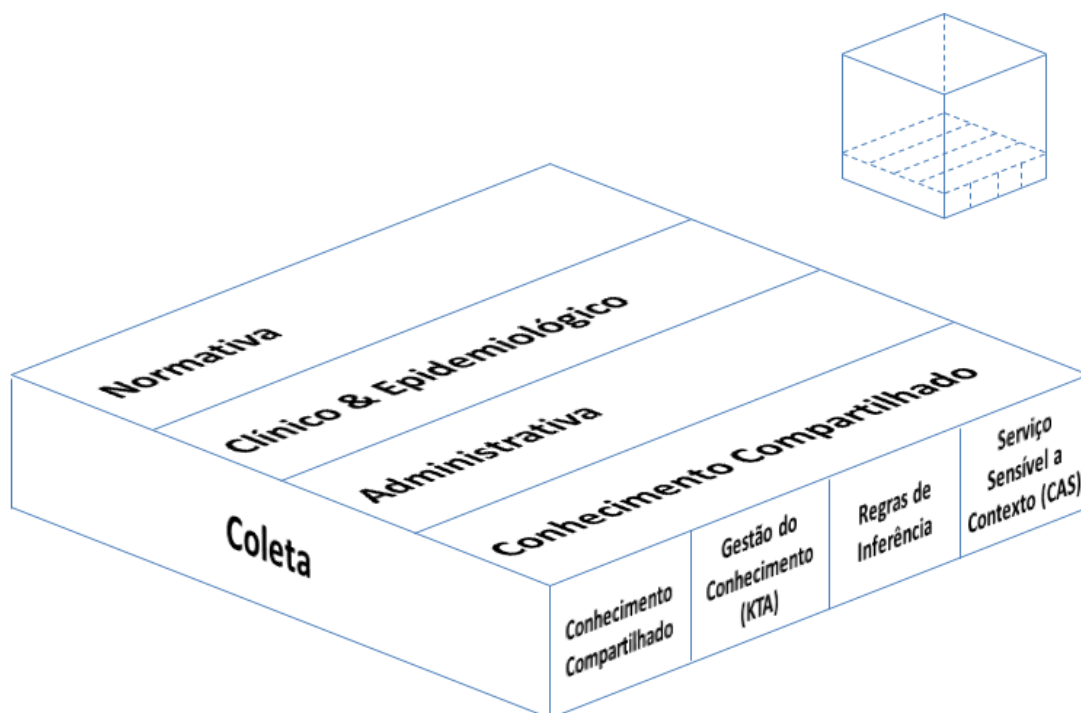 Normativa
Clínico & Epidemiológico
Administrativa
Conhecimento Compartilhado
Coleta
Conhecimento
Compartilhado
Gestão do
Conhecimento
(KTA)
Regras de
Inferência
Serviço
Sensível a
Contexto (CAS)